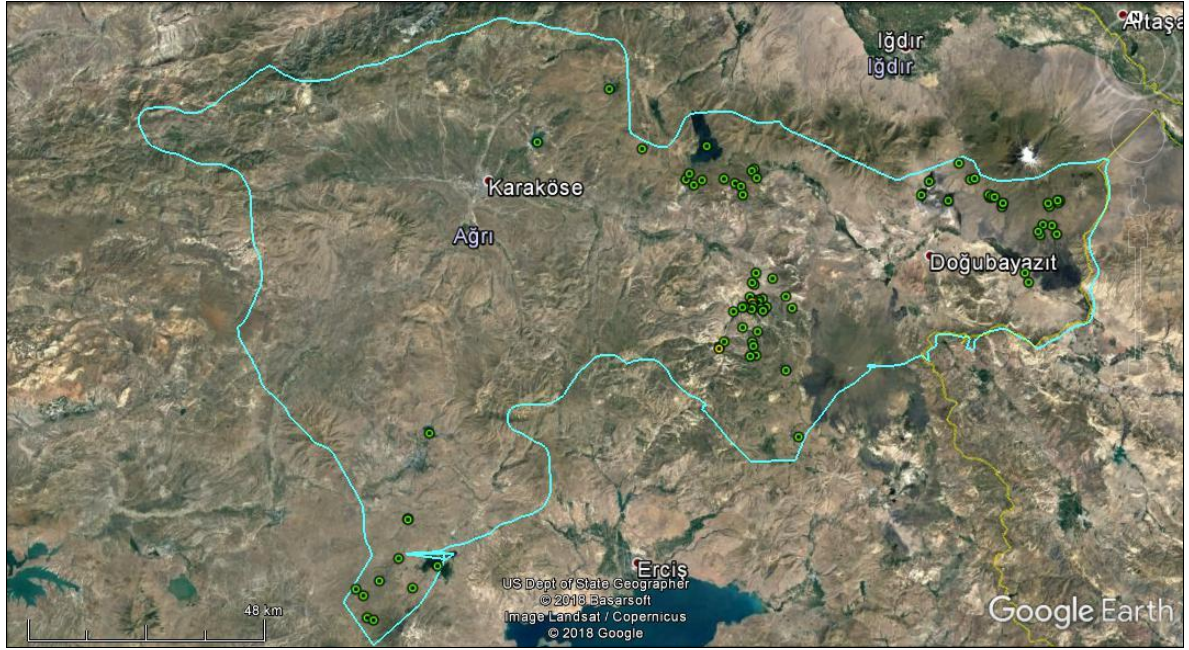 Altaşa
N
Iğdır
Iğdır
Karaköse
Ağrı
Doğubayazıt
Erciş
US Dept of State Geographer
© 2018 Basarsoft
Image Landsat / Copernicus
© 2018 Google
48 km
Google Earth